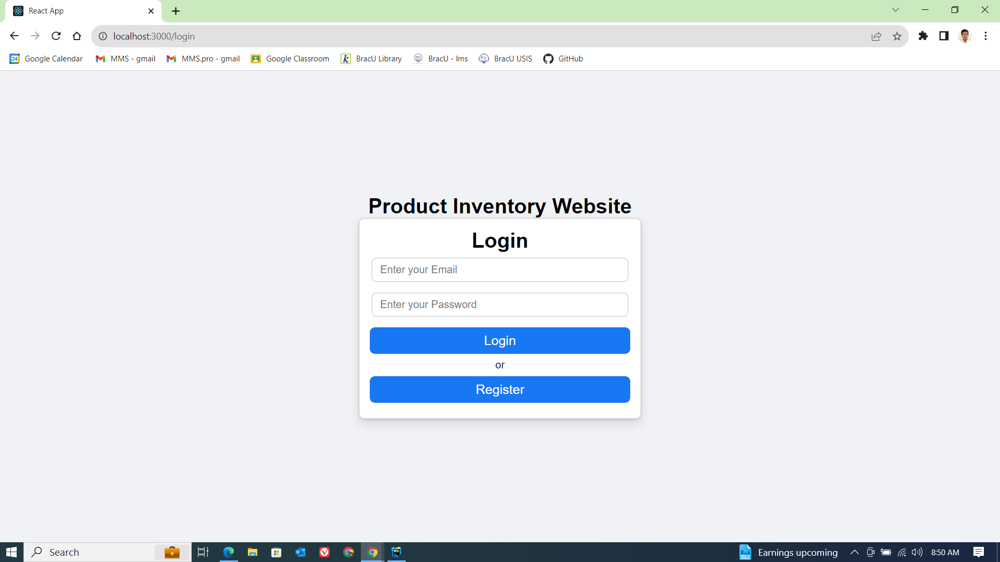 React App
localhost:3000/login
24 Google Calendar MMS - gmail MMS.pro - gmail Google Classroom k BracU Library BracU - lms BracU USIS GitHub
Product Inventory Website
Login
Enter your Email
Enter your Password
Login
or
Register
Search WS Earnings upcoming 8:50 AM